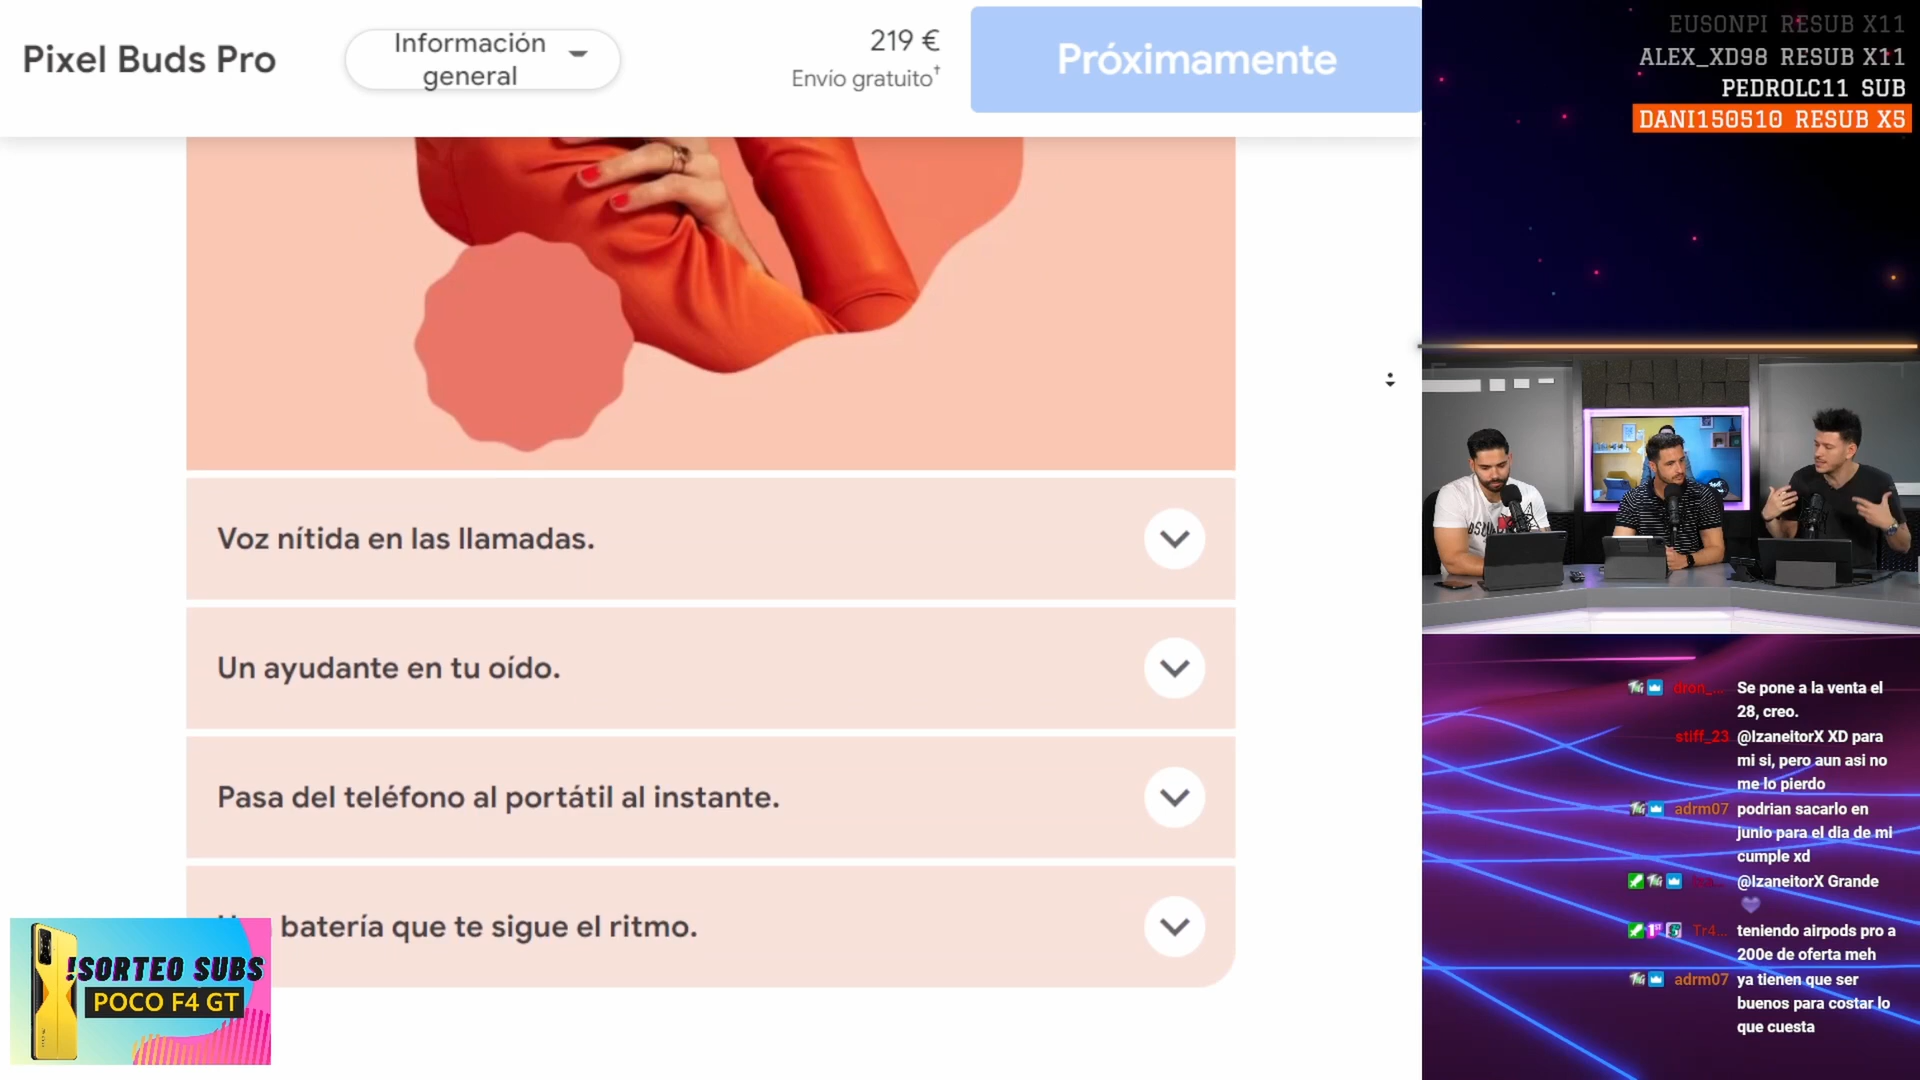 Pixel Buds Pro
Información
general
219 €
Envío gratuito†
Próximamente
EUSONPI RESUB X11
ALEX_XD98 RESUB X11
PEDROLC11 SUB
DANI150510 RESUB X5
Voz nítida en las llamadas.
Un ayudante en tu oído.
Pasa del teléfono al portátil al instante.
batería que te sigue el ritmo.
!SORTEO SUBS
POCO F4 GT
dron_... Se pone a la venta el
28, creo.
stiff_23 @IzaneitorX XD para
mi si, pero aun asi no
me lo pierdo
adrm07 podrian sacarlo en
junio para el dia de mi
cumple xd
@IzaneitorX Grande
Tr4... teniendo airpods pro a
200e de oferta meh
adrm07 ya tienen que ser
buenos para costar lo
que cuesta